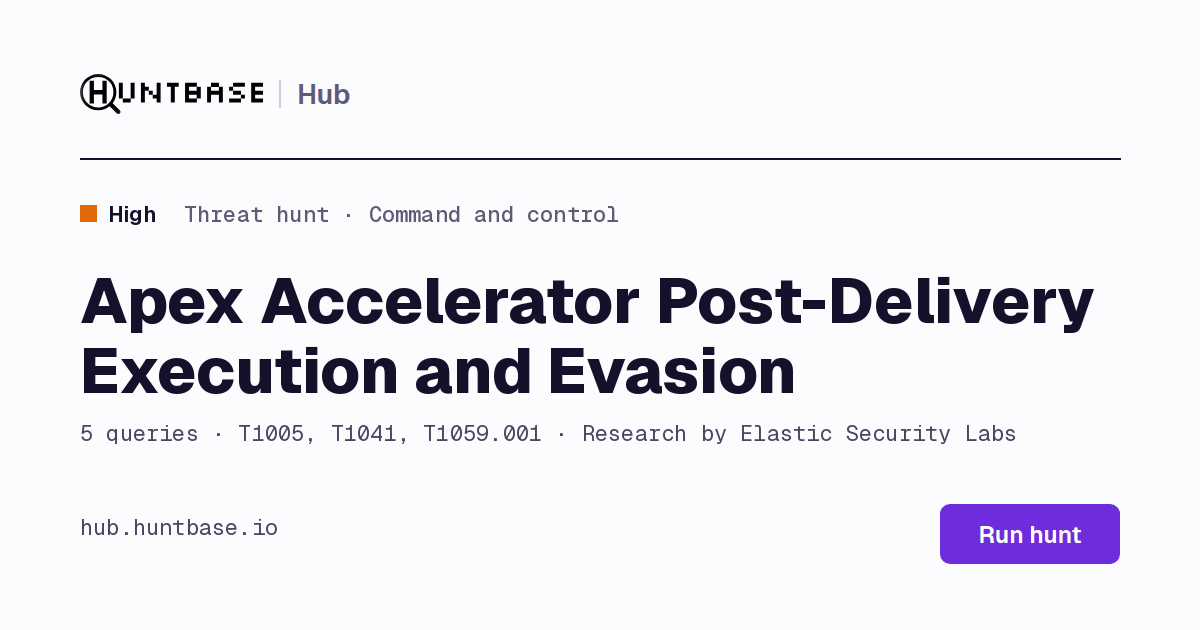 HUNTBASE | Hub
High Threat hunt · Command and control
Apex Accelerator Post-Delivery
Execution and Evasion
5 queries · T1005, T1041, T1059.001 · Research by Elastic Security Labs
hub.huntbase.io
Run hunt